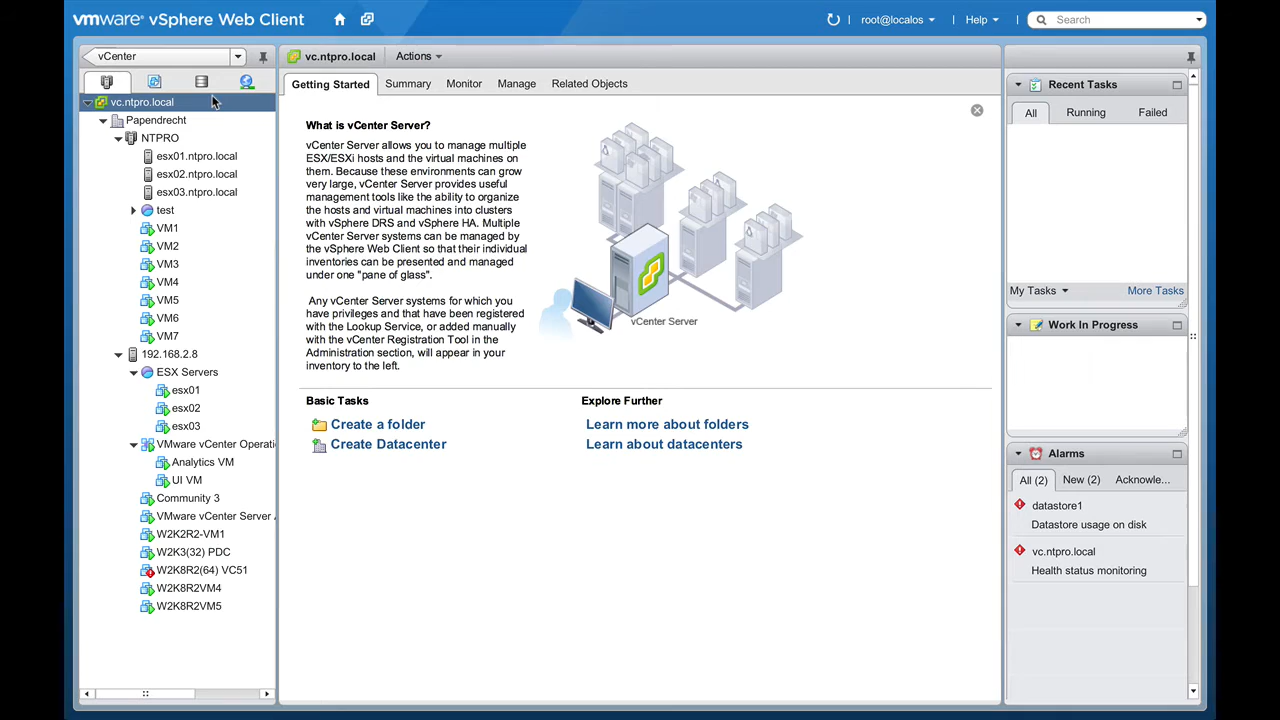 vmware vSphere Web Client
root@localos
Help
Search
vCenter
vc.ntpro.local
Papendrecht
NTPRO
esx01.ntpro.local
esx02.ntpro.local
esx03.ntpro.local
test
VM1
VM2
VM3
VM4
VM5
VM6
VM7
192.168.2.8
ESX Servers
esx01
esx02
esx03
VMware vCenter Operati
Analytics VM
UI VM
Community 3
VMware vCenter Server
W2K2R2-VM1
W2K3(32) PDC
W2K8R2(64) VC51
W2K8R2VM4
W2K8R2VM5
vc.ntpro.local Actions
Getting Started Summary Monitor Manage Related Objects
What is vCenter Server?
vCenter Server allows you to manage multiple
ESX/ESXi hosts and the virtual machines on
them. Because these environments can grow
very large, vCenter Server provides useful
management tools like the ability to organize
the hosts and virtual machines into clusters
with vSphere DRS and vSphere HA. Multiple
vCenter Server systems can be managed by
the vSphere Web Client so that their individual
inventories can be presented and managed
under one "pane of glass".
Any vCenter Server systems for which you
have privileges and that have been registered
with the Lookup Service, or added manually
with the vCenter Registration Tool in the
Administration section, will appear in your
inventory to the left.
vCenter Server
Basic Tasks
Create a folder
Create Datacenter
Explore Further
Learn more about folders
Learn about datacenters
Recent Tasks
All Running Failed
My Tasks More Tasks
Work In Progress
Alarms
All (2) New (2) Acknowle...
datastore1
Datastore usage on disk
vc.ntpro.local
Health status monitoring